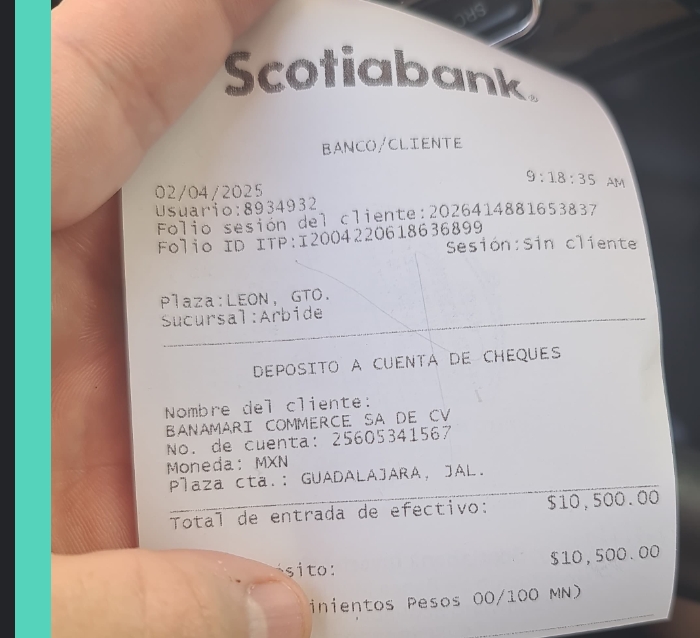 Scotiabank®
BANCO/CLIENTE
02/04/2025 9:18:35 AM
Usuario:8934932
Folio sesión del cliente:2026414881653837
Folio ID ITP:I2004220618636899
Sesión:Sin cliente
Plaza:LEON, GTO.
Sucursal:Arbide
DEPOSITO A CUENTA DE CHEQUES
Nombre del cliente:
BANAMARI COMMERCE SA DE CV
No. de cuenta: 25605341567
Moneda: MXN
Plaza cta.: GUADALAJARA, JAL.
Total de entrada de efectivo: $10,500.00
sito: $10,500.00
inientos Pesos 00/100 MN)